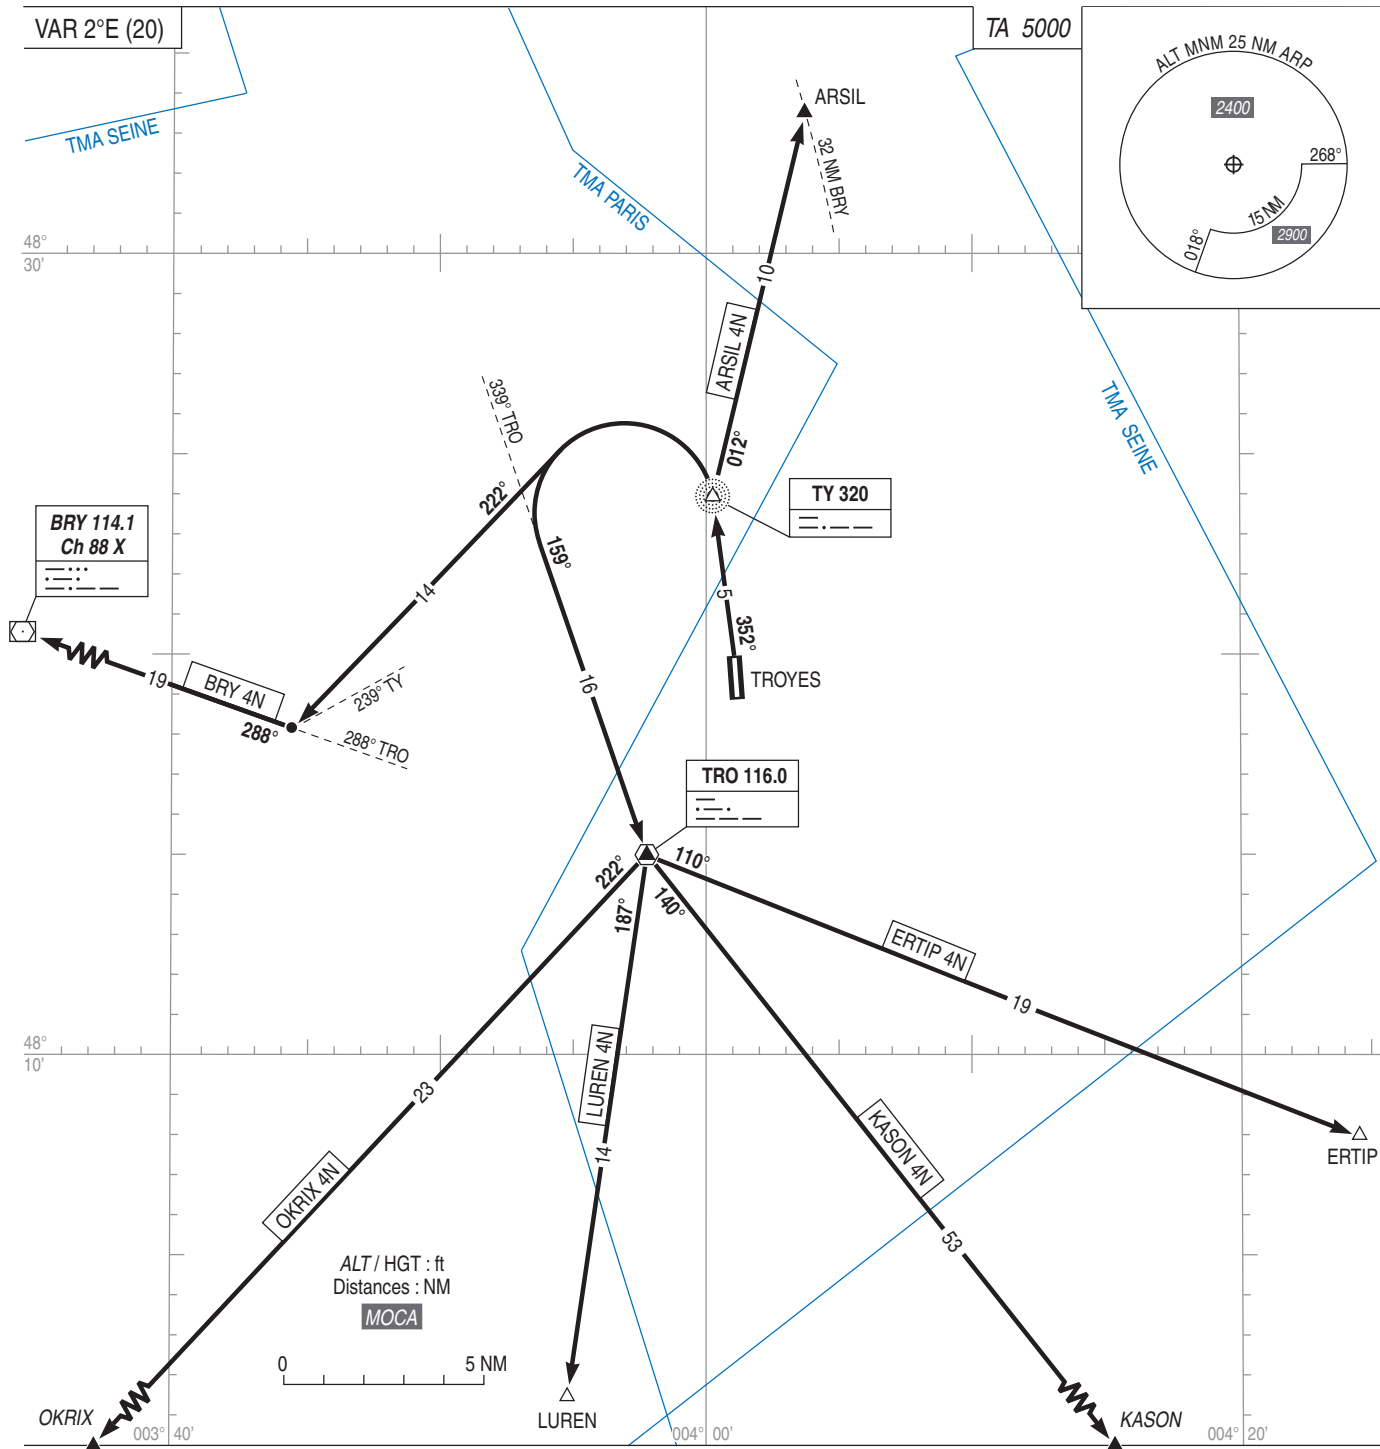 VAR 2°E (20)
TA 5000
ALT MNM 25 NM ARP
2400
268°
15 NM
018°
2900
TMA SEINE
TMA PARIS
ARSIL
32 NM BRY
48°
30'
10
ARSIL 4N
012°
TMA SEINE
339° TRO
222°
159°
TY 320
BRY 114.1
Ch 88 X
14
5
352°
TROYES
19
BRY 4N
288°
239° TY
288° TRO
16
TRO 116.0
222°
187°
140°
110°
ERTIP 4N
19
48°
10'
LUREN 4N
23
14
KASON 4N
53
ERTIP
OKRIX 4N
ALT / HGT : ft
Distances : NM
MOCA
0
5 NM
OKRIX
LUREN
KASON
003° 40'
004° 00'
004° 20'